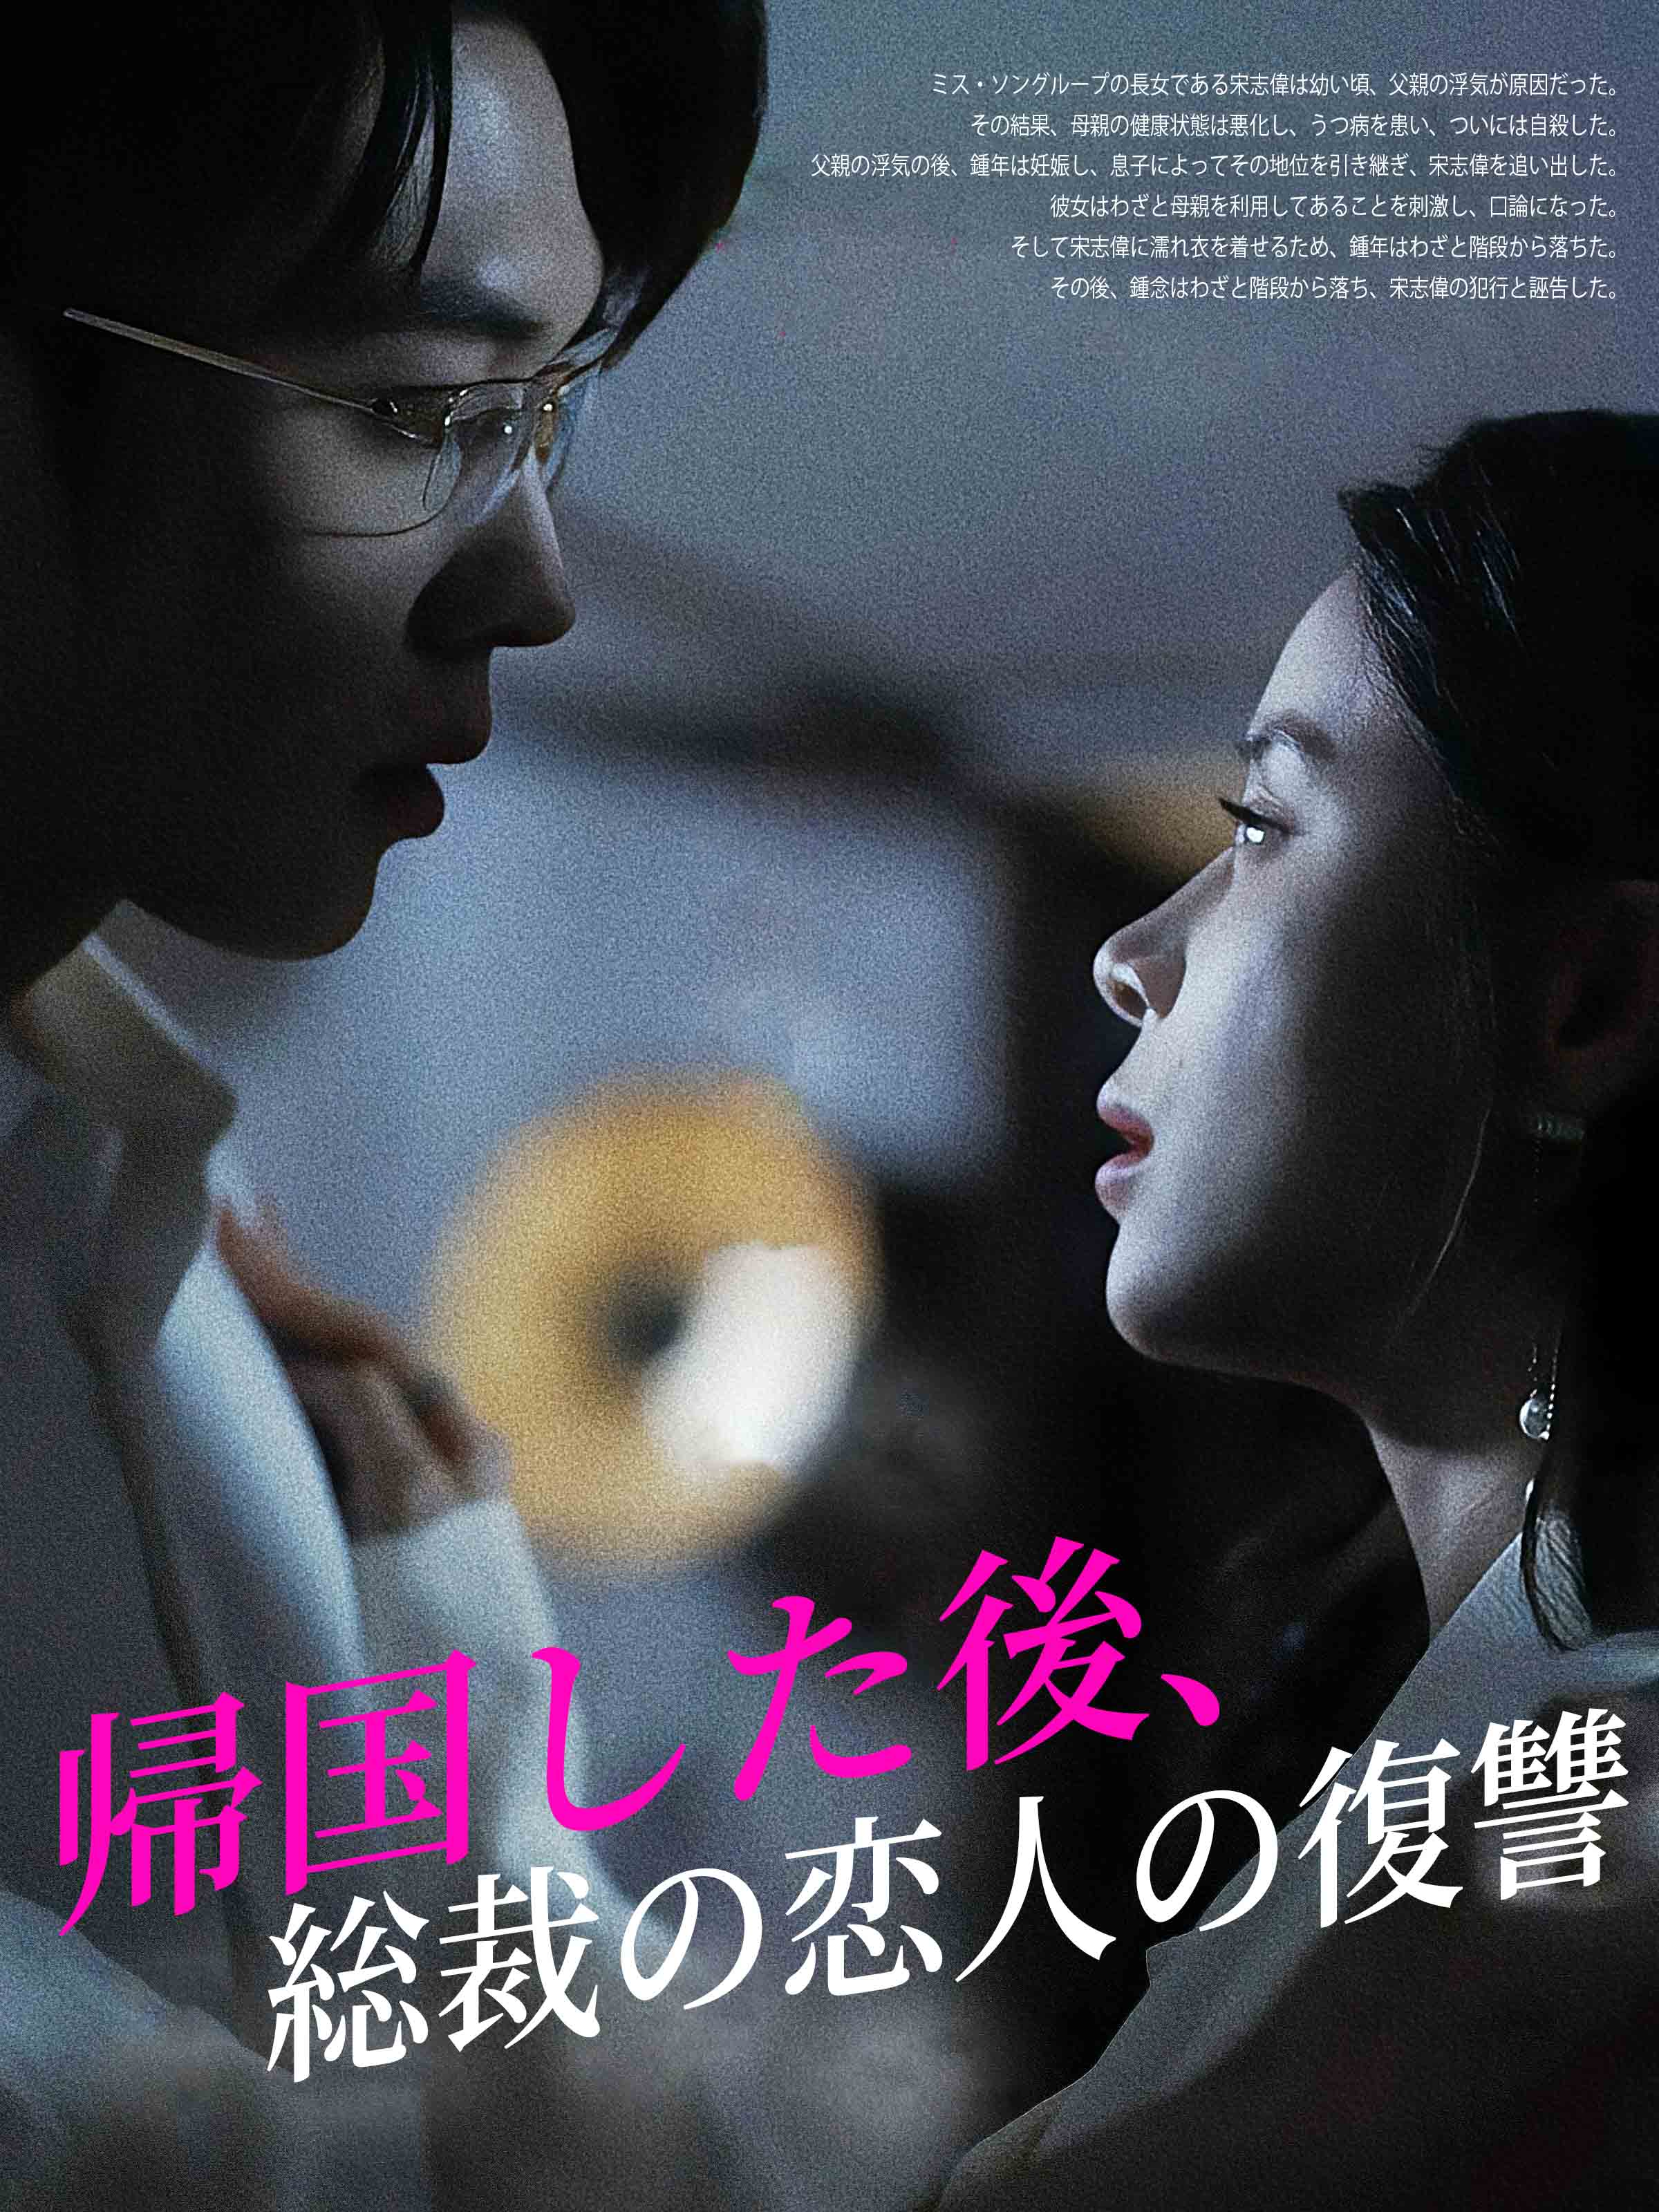 ミス・ソングループの長女である宋志偉は幼い頃、父親の浮気が原因だった。
その結果、母親の健康状態は悪化し、うつ病を患い、ついには自殺した。
父親の浮気の後、鍾年は妊娠し、息子によってその地位を引き継ぎ、宋志偉を追い出した。
彼女はわざと母親を利用してあることを刺激し、口論になった。
そして宋志偉に濡れ衣を着せるため、鍾年はわざと階段から落ちた。
その後、鍾念はわざと階段から落ち、宋志偉の犯行と誣告した。
帰国した後、
総裁の恋人の復讐